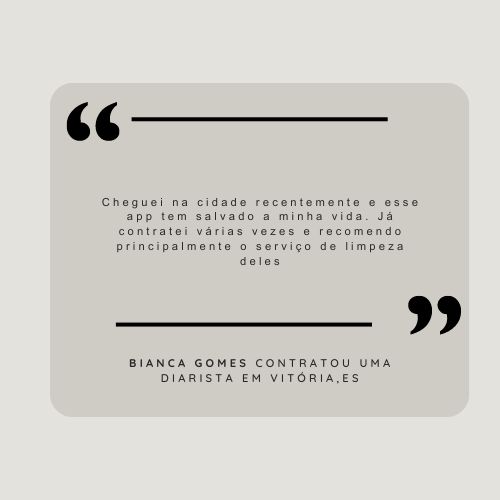 Cheguei na cidade recentemente e esse
app tem salvado a minha vida. Já
contratei várias vezes e recomendo
principalmente o serviço de limpeza
deles
BIANCA GOMES CONTRATOU UMA
DIARISTA EM VITÓRIA,ES